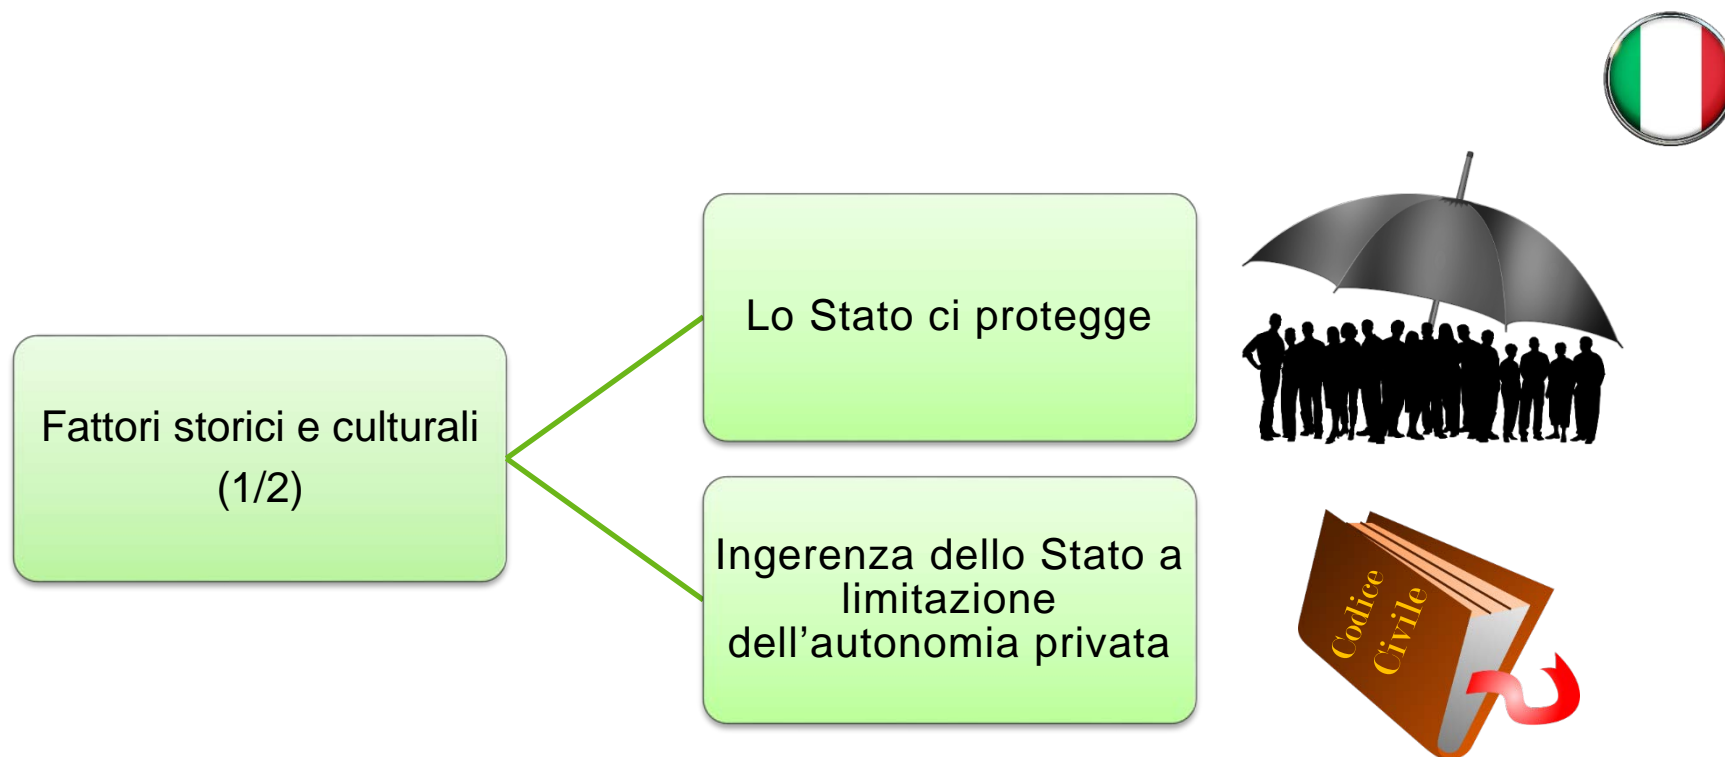 Lo Stato ci protegge
Fattori storici e culturali
(1/2)
Ingerenza dello Stato a
limitazione
dell’autonomia privata
Codice
Civile